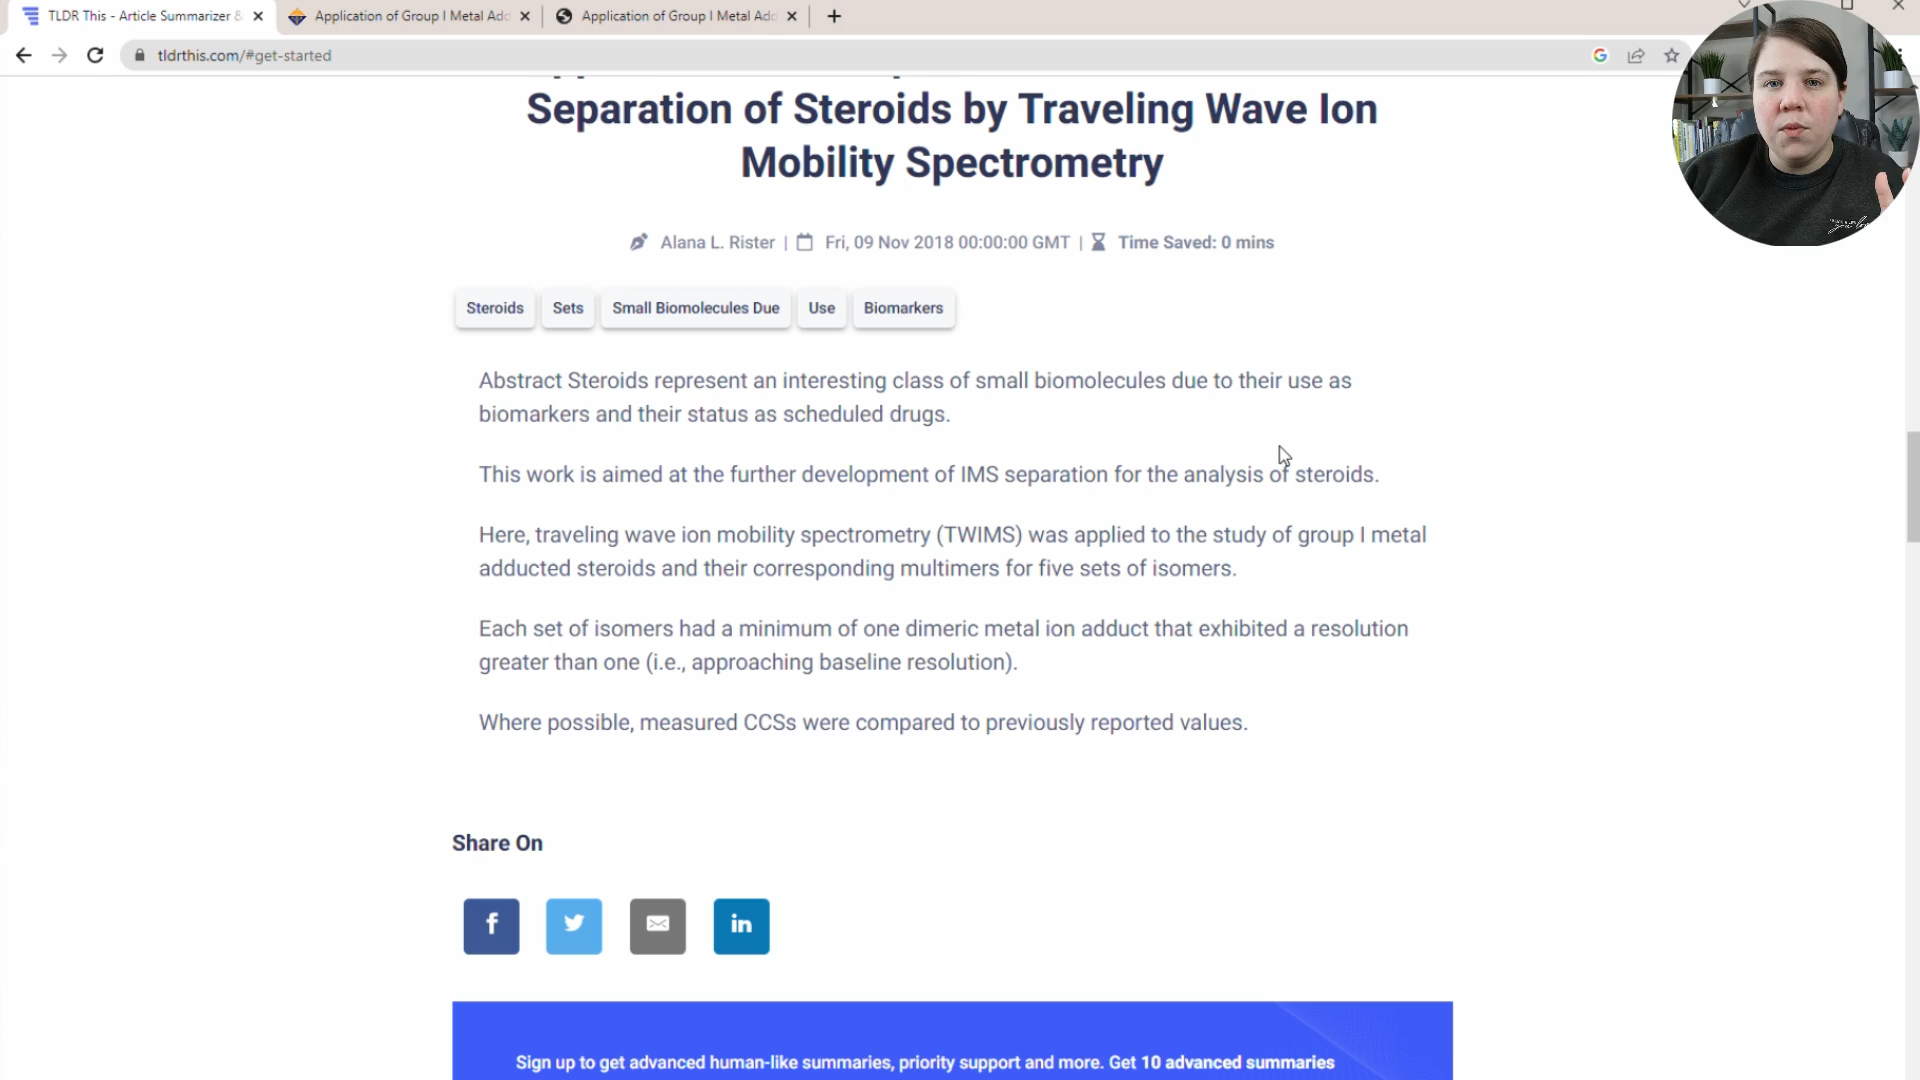 TLDR This - Article Summarizer &
Application of Group I Metal Add
Application of Group I Metal Add
tldrthis.com/#get-started
Separation of Steroids by Traveling Wave Ion
Mobility Spectrometry
Alana L. Rister | Fri, 09 Nov 2018 00:00:00 GMT | Time Saved: 0 mins
Steroids Sets Small Biomolecules Due Use Biomarkers
Abstract Steroids represent an interesting class of small biomolecules due to their use as
biomarkers and their status as scheduled drugs.
This work is aimed at the further development of IMS separation for the analysis of steroids.
Here, traveling wave ion mobility spectrometry (TWIMS) was applied to the study of group I metal
adducted steroids and their corresponding multimers for five sets of isomers.
Each set of isomers had a minimum of one dimeric metal ion adduct that exhibited a resolution
greater than one (i.e., approaching baseline resolution).
Where possible, measured CCSs were compared to previously reported values.
Share On
Sign up to get advanced human-like summaries, priority support and more. Get 10 advanced summaries